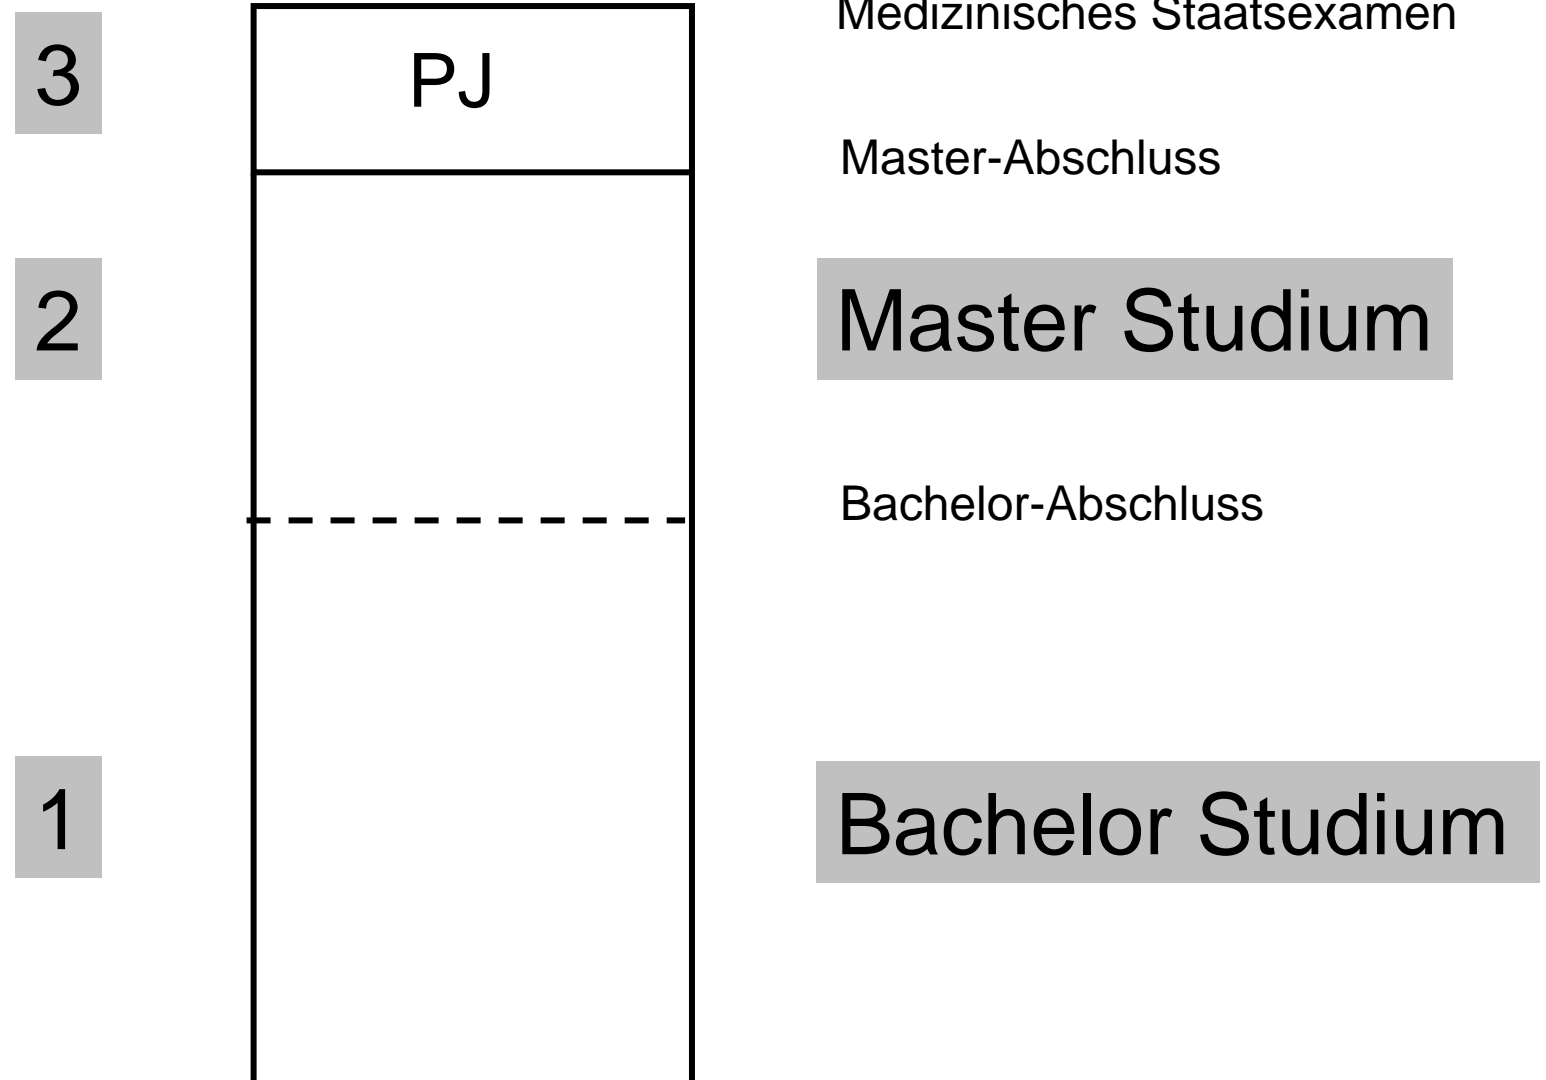 Medizinisches Staatsexamen
3
PJ
Master-Abschluss
2
Master Studium
Bachelor-Abschluss
1
Bachelor Studium